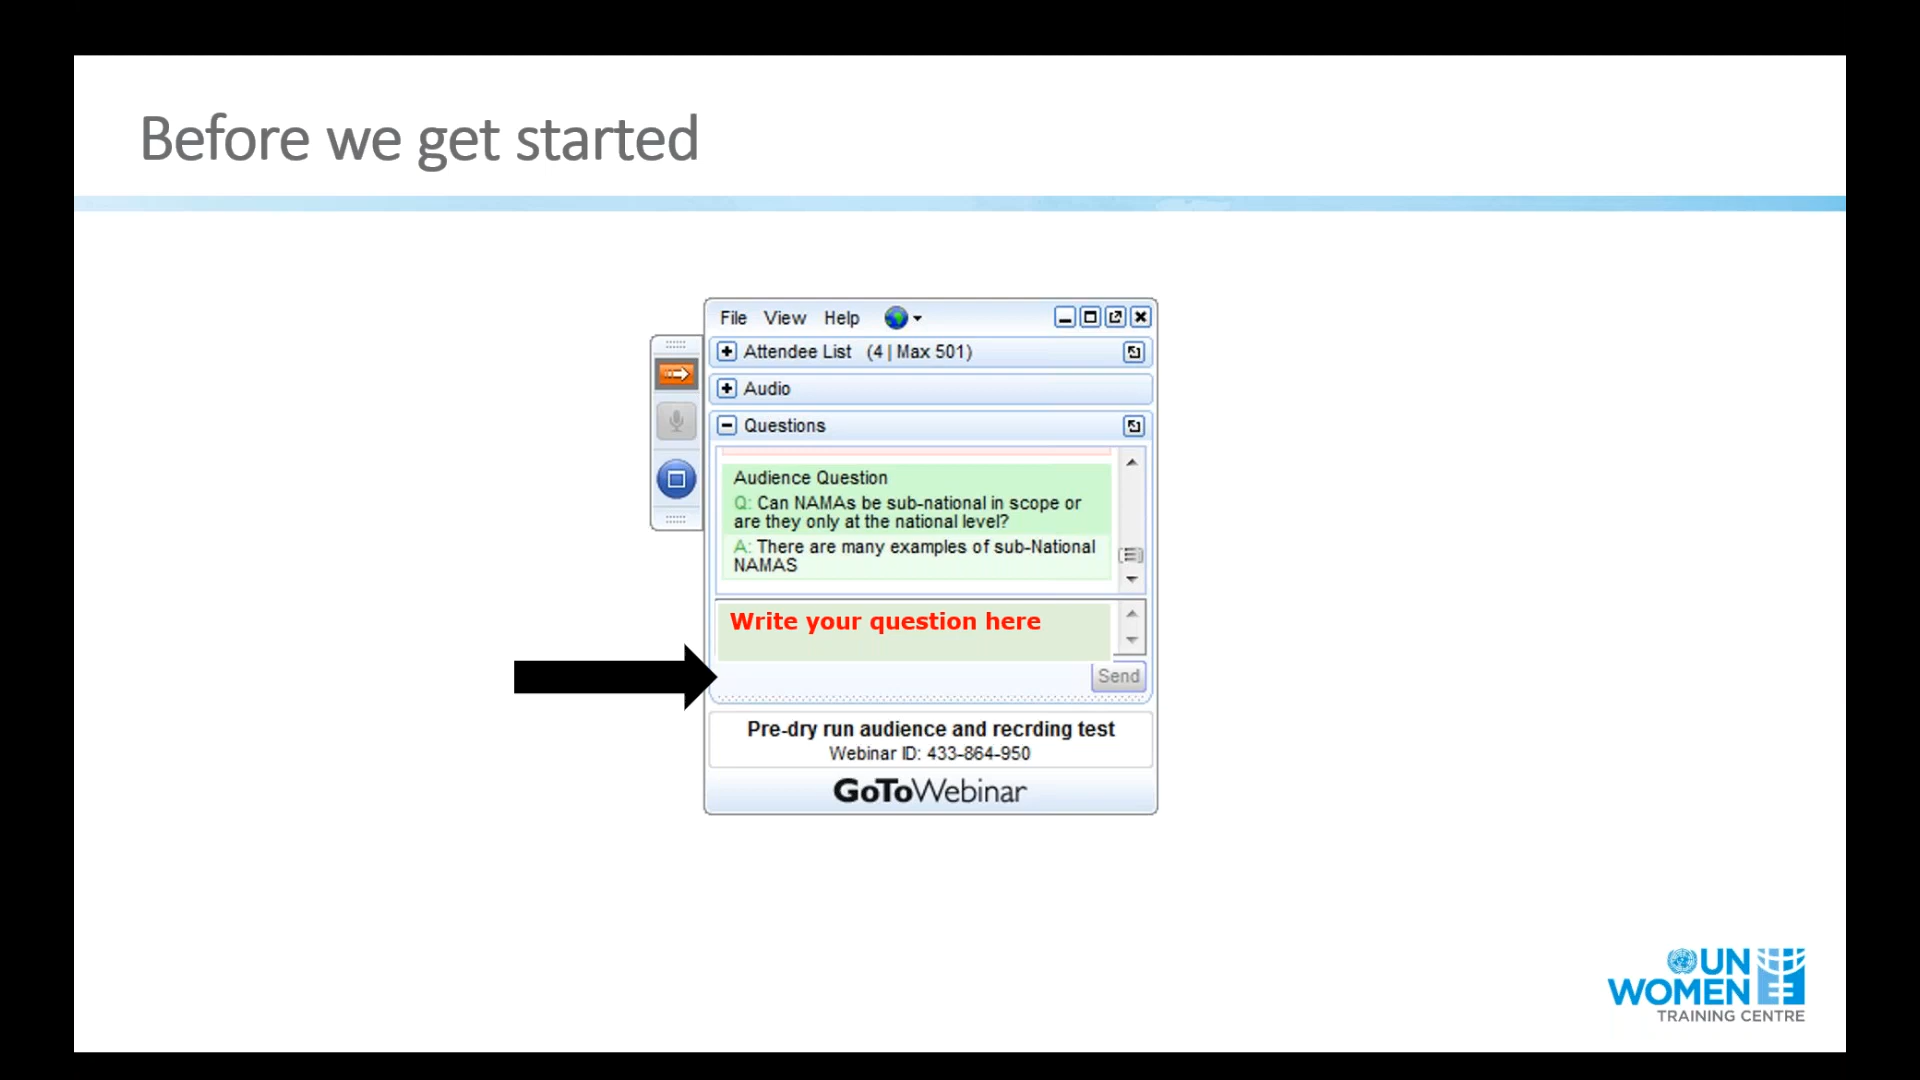 Before we get started
File View Help
Attendee List (4 | Max 501)
Audio
Questions
Audience Question
Q: Can NAMAs be sub-national in scope or
are they only at the national level?
A: There are many examples of sub-National
NAMAS
Write your question here
Send
Pre-dry run audience and recrding test
Webinar ID: 433-864-950
GoToWebinar
UN
WOMEN
TRAINING CENTRE